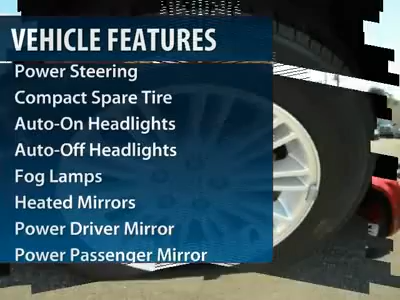 VEHICLE FEATURES
Power Steering
Compact Spare Tire
Auto-On Headlights
Auto-Off Headlights
Fog Lamps
Heated Mirrors
Power Driver Mirror
Power Passenger Mirror